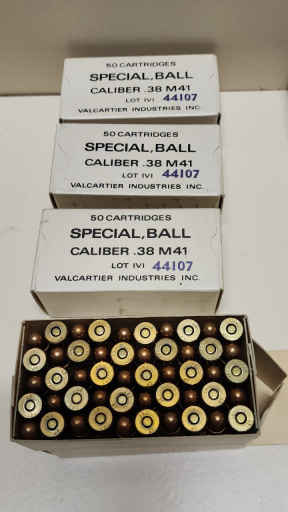 50 CARTRIDGES
SPECIAL, BALL
CALIBER .38 M41
LOT IVI 44107
VALCARTIER INDUSTRIES INC.
50 CARTRIDGES
SPECIAL, BALL
CALIBER .38 M41
LOT IVI 44107
VALCARTIER INDUSTRIES INC.
50 CARTRIDGES
SPECIAL, BALL
CALIBER .38 M41
LOT IVI 44107
VALCARTIER INDUSTRIES INC.